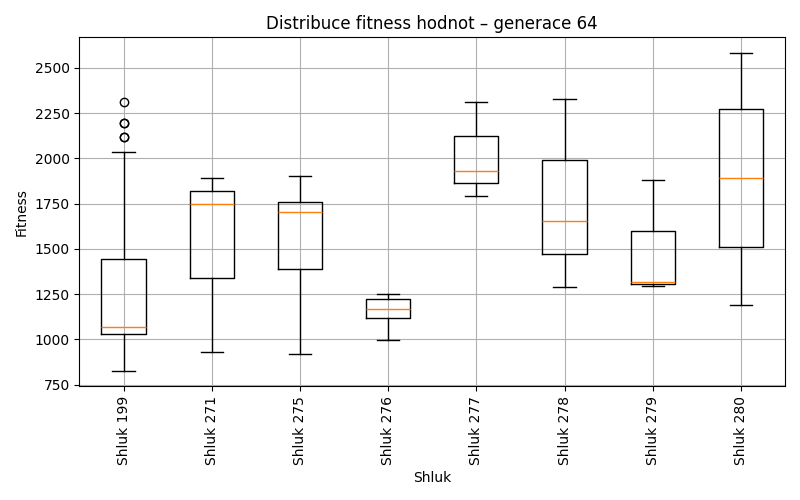 Distribuce fitness hodnot – generace 64
Fitness
2500
2250
2000
1750
1500
1250
1000
750
Shluk 199
Shluk 271
Shluk 275
Shluk 276
Shluk 277
Shluk 278
Shluk 279
Shluk 280
Shluk